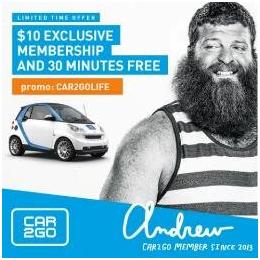 LIMITED TIME OFFER
$10 EXCLUSIVE
MEMBERSHIP
AND 30 MINUTES FREE
promo: CAR2GOLIFE
CAR
2GO
Andrew
CAR2GO MEMBER SINCE 2013